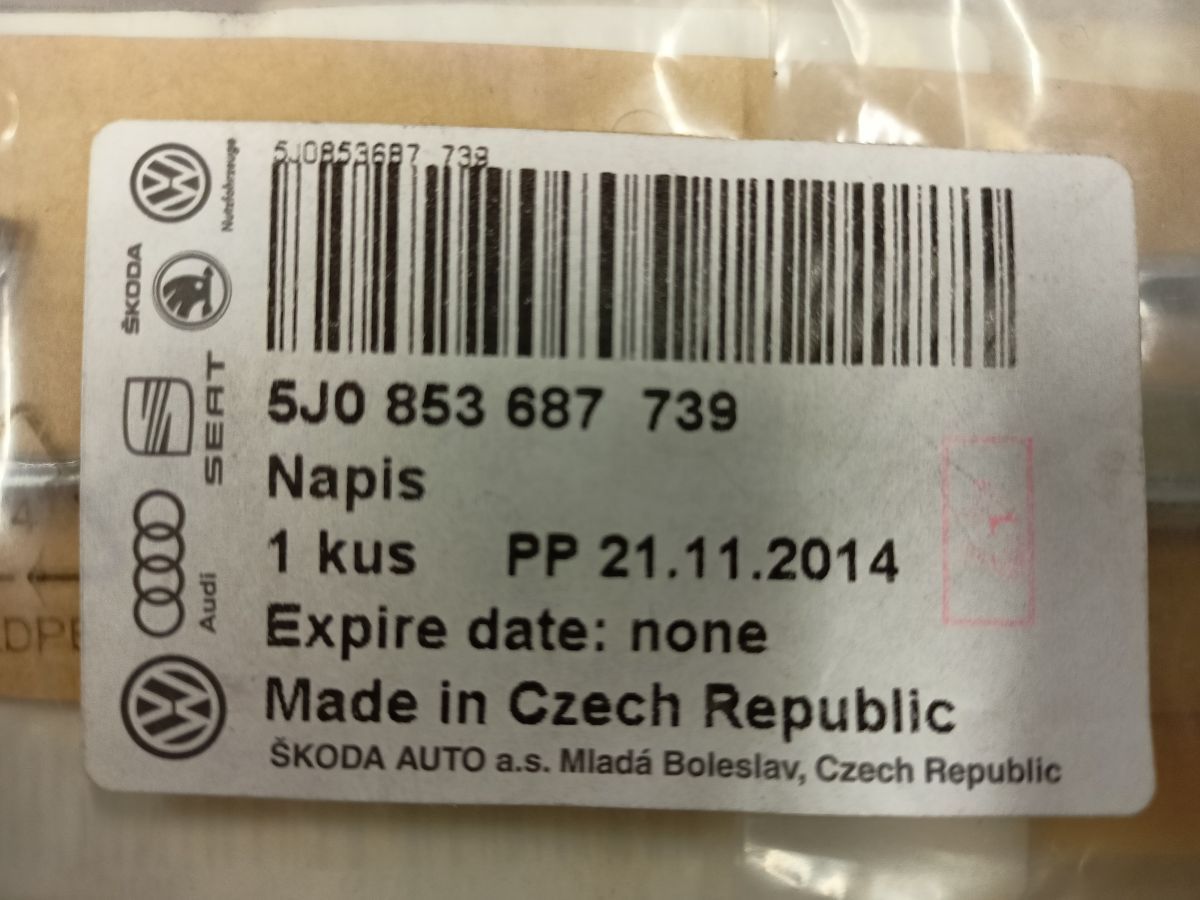 5J0853687 739
Nutzfahrzeuge
ŠKODA
SEAT
Audi
5J0 853 687 739
Napis
1 kus PP 21.11.2014
Expire date: none
Made in Czech Republic
ŠKODA AUTO a.s. Mladá Boleslav, Czech Republic
4